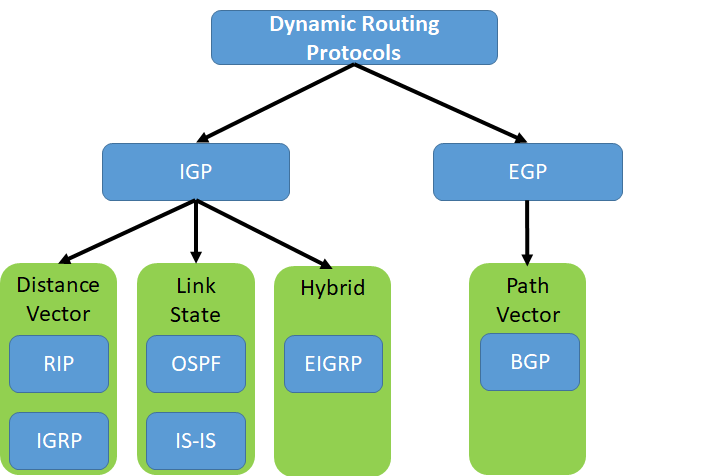 Dynamic Routing
Protocols
IGP
EGP
Distance
Vector
RIP
IGRP
Link
State
OSPF
IS-IS
Hybrid
EIGRP
Path
Vector
BGP